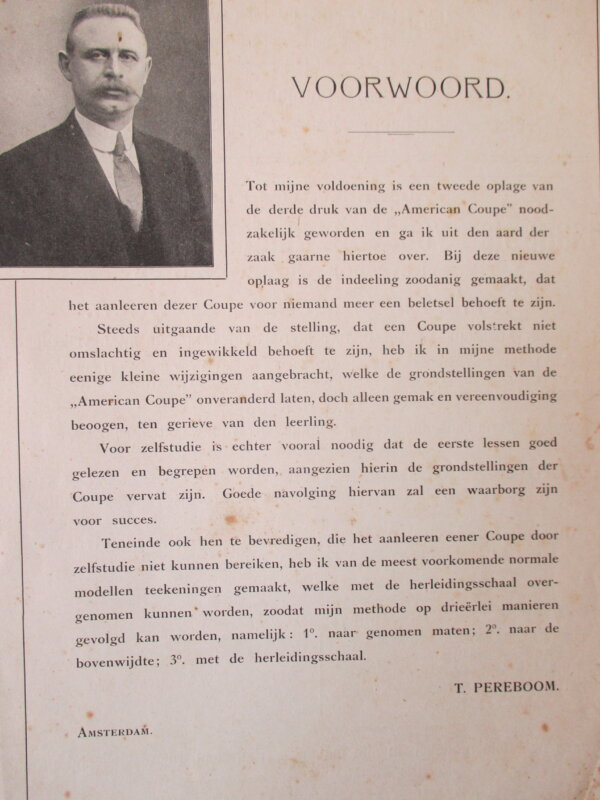 VOORWOORD.
Tot mijne voldoening is een tweede oplage van
de derde druk van de „American Coupe" nood-
zakelijk geworden en ga ik uit den aard der
zaak gaarne hiertoe over. Bij deze nieuwe
oplaag is de indeeling zoodanig gemaakt, dat
het aanleeren dezer Coupe voor niemand meer een beletsel behoeft te zijn.
Steeds uitgaande van de stelling, dat een Coupe volstrekt niet
omslachtig en ingewikkeld behoeft te zijn, heb ik in mijne methode
eenige kleine wijzigingen aangebracht, welke de grondstellingen van de
„American Coupe" onveranderd laten, doch alleen gemak en vereenvoudiging
beoogen, ten gerieve van den leerling.
Voor zelfstudie is echter vooral noodig dat de eerste lessen goed
gelezen en begrepen worden, aangezien hierin de grondstellingen der
Coupe vervat zijn. Goede navolging hiervan zal een waarborg zijn
voor succes.
Teneinde ook hen te bevredigen, die het aanleeren eener Coupe door
zelfstudie niet kunnen bereiken, heb ik van de meest voorkomende normale
modellen teekeningen gemaakt, welke met de herleidingsschaal over-
genomen kunnen worden, zoodat mijn methode op drieërlei manieren
gevolgd kan worden, namelijk: 1º. naar genomen maten; 2º. naar de
bovenwijdte; 3º. met de herleidingsschaal.
T. PEREBOOM.
AMSTERDAM.